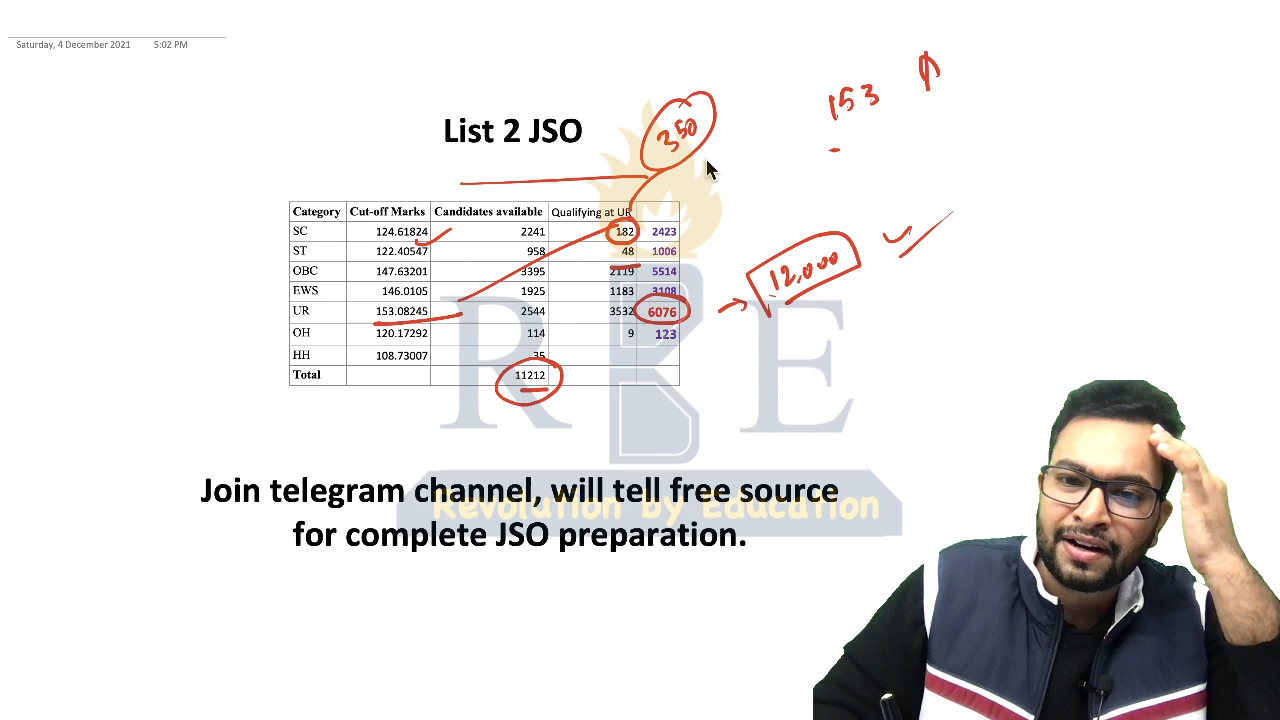 Saturday, 4 December 2021 5:02 PM
153
List 2 JSO
350
Category Cut-off Marks Candidates available Qualifying at UR
SC 124.61824 2241 182 2423
ST 122.40547 958 48 1006
OBC 147.63201 3395 2119 5514
EWS 146.0105 1925 1183 3108
UR 153.08245 2544 3532 6076
OH 120.17292 114 9 123
HH 108.73007 35
Total 11212
12,000
RBE
Join telegram channel, will tell free source
for complete JSO preparation.
Revolution by Education